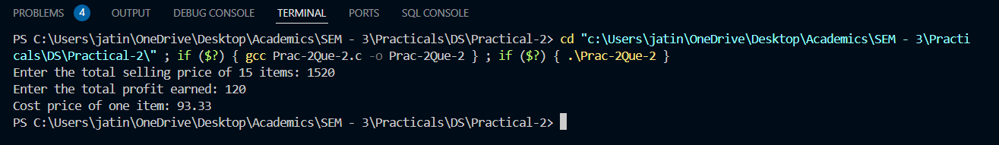 PROBLEMS 4 OUTPUT DEBUG CONSOLE TERMINAL PORTS SQL CONSOLE
PS C:\Users\jatin\OneDrive\Desktop\Academics\SEM - 3\Practicals\DS\Practical-2> cd "c:\Users\jatin\OneDrive\Desktop\Academics\SEM - 3\Practi
cals\DS\Practical-2\" ; if ($?) { gcc Prac-2Que-2.c -o Prac-2Que-2 } ; if ($?) { .\Prac-2Que-2 }
Enter the total selling price of 15 items: 1520
Enter the total profit earned: 120
Cost price of one item: 93.33
PS C:\Users\jatin\OneDrive\Desktop\Academics\SEM - 3\Practicals\DS\Practical-2>